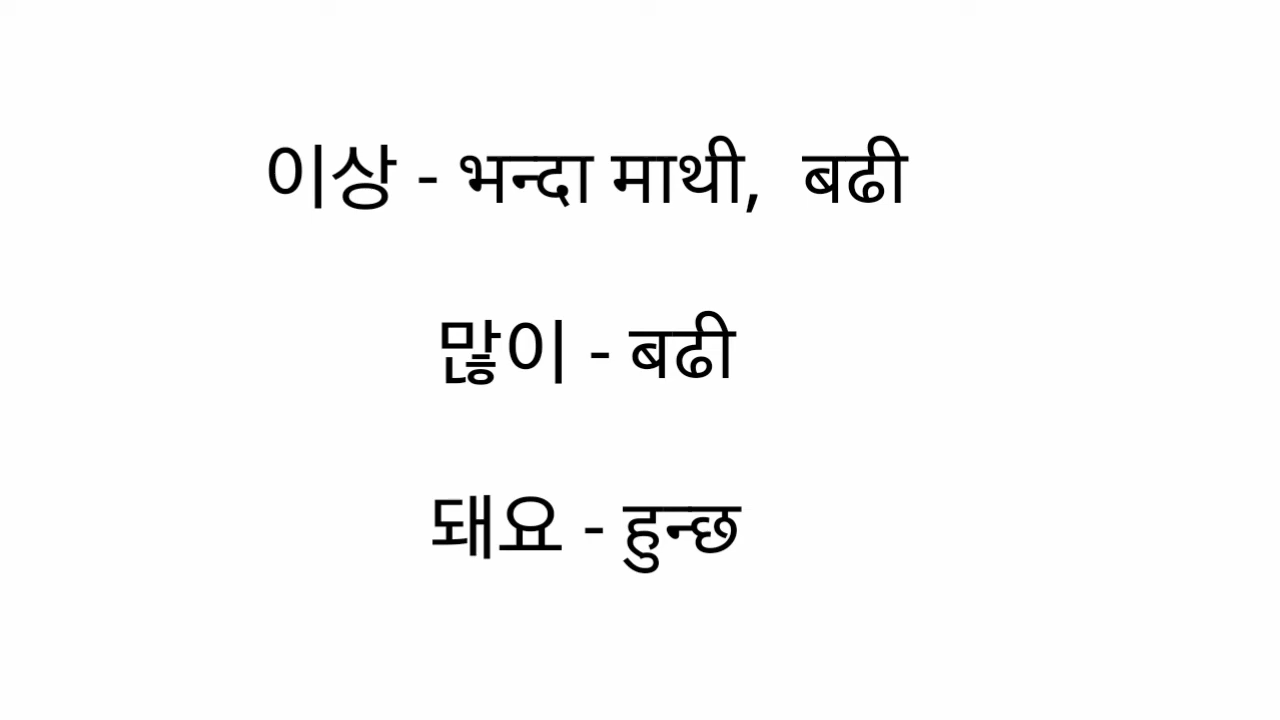 이상 - भन्दा माथी, बढी
많이 - बढी
돼요 - हुन्छ